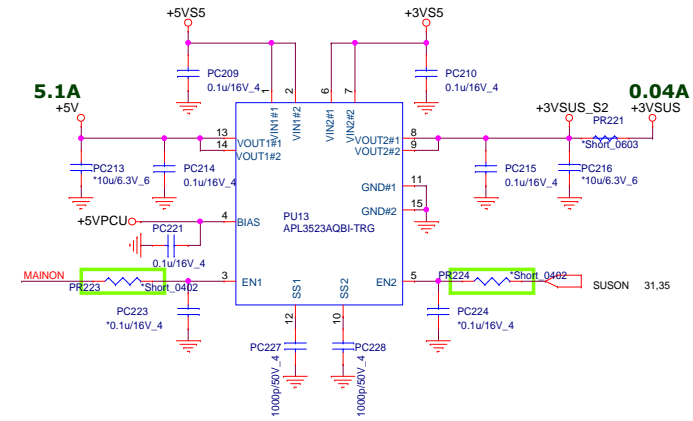 +5VS5
+3VS5
PC209
0.1u/16V_4
PC210
0.1u/16V_4
5.1A
+5V
0.04A
+3VSUS_S2
+3VSUS
PR221
*Short_0603
1
2
6
7
VIN1#1
VIN1#2
VIN2#1
VIN2#2
13
14
VOUT1#1
VOUT1#2
8
9
VOUT2#1
VOUT2#2
PC213
*10u/6.3V_6
PC214
0.1u/16V_4
PC215
0.1u/16V_4
PC216
*10u/6.3V_6
GND#1
11
GND#2
15
+5VPCU
4
BIAS
PU13
APL3523AQBI-TRG
PC221
0.1u/16V_4
MAINON
PR223
*Short_0402
3
EN1
EN2
5
PR224
*Short_0402
SUSON
31,35
SS1
SS2
12
10
PC223
*0.1u/16V_4
PC224
*0.1u/16V_4
PC227
1000p/50V_4
PC228
1000p/50V_4